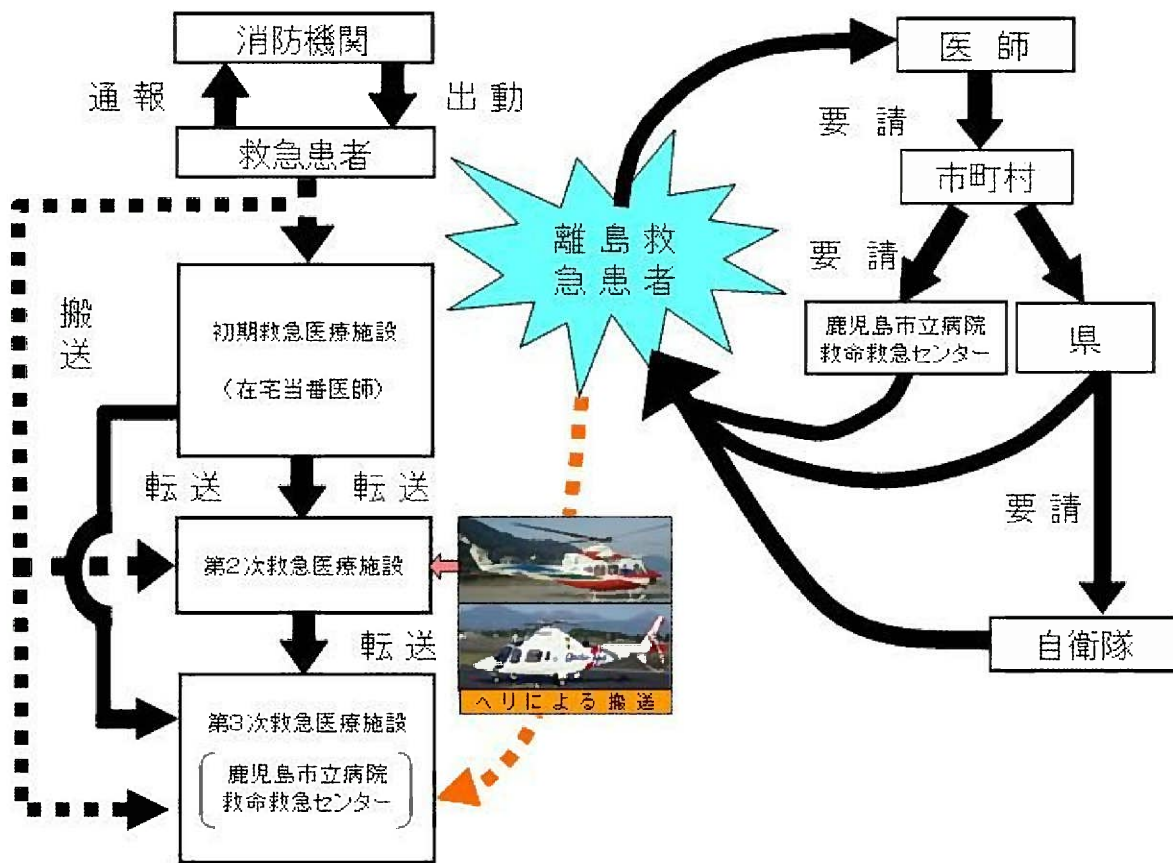 消防機関
通報
出動
救急患者
搬送
初期救急医療施設
(在宅当番医師)
転送
転送
第2次救急医療施設
転送
第3次救急医療施設
鹿児島市立病院
救命救急センター
離島救
急患者
ヘリによる搬送
医師
要請
市町村
要請
鹿児島市立病院
救命救急センター
県
要請
自衛隊